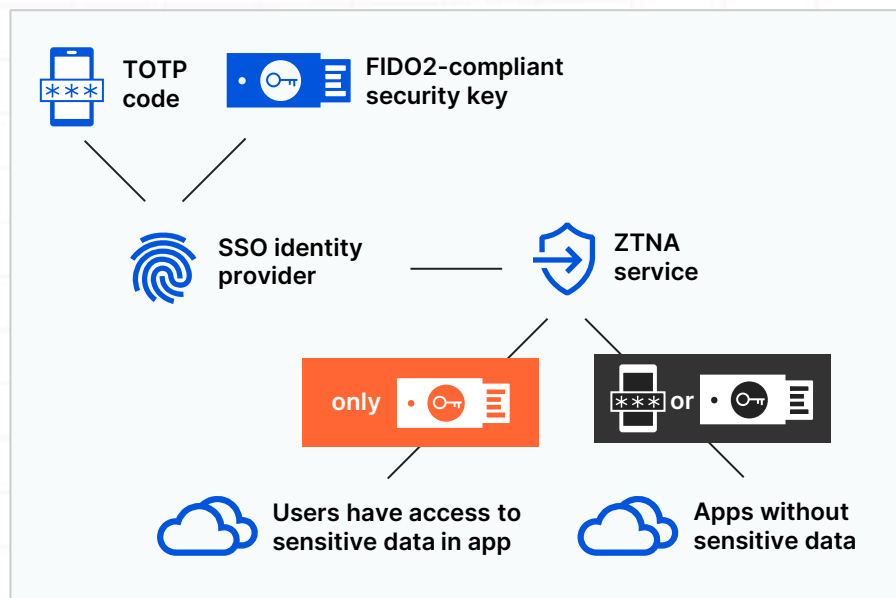 TOTP
code
FIDO2-compliant
security key
***
SSO identity
provider
ZTNA
service
only
*** or
Users have access to
sensitive data in app
Apps without
sensitive data